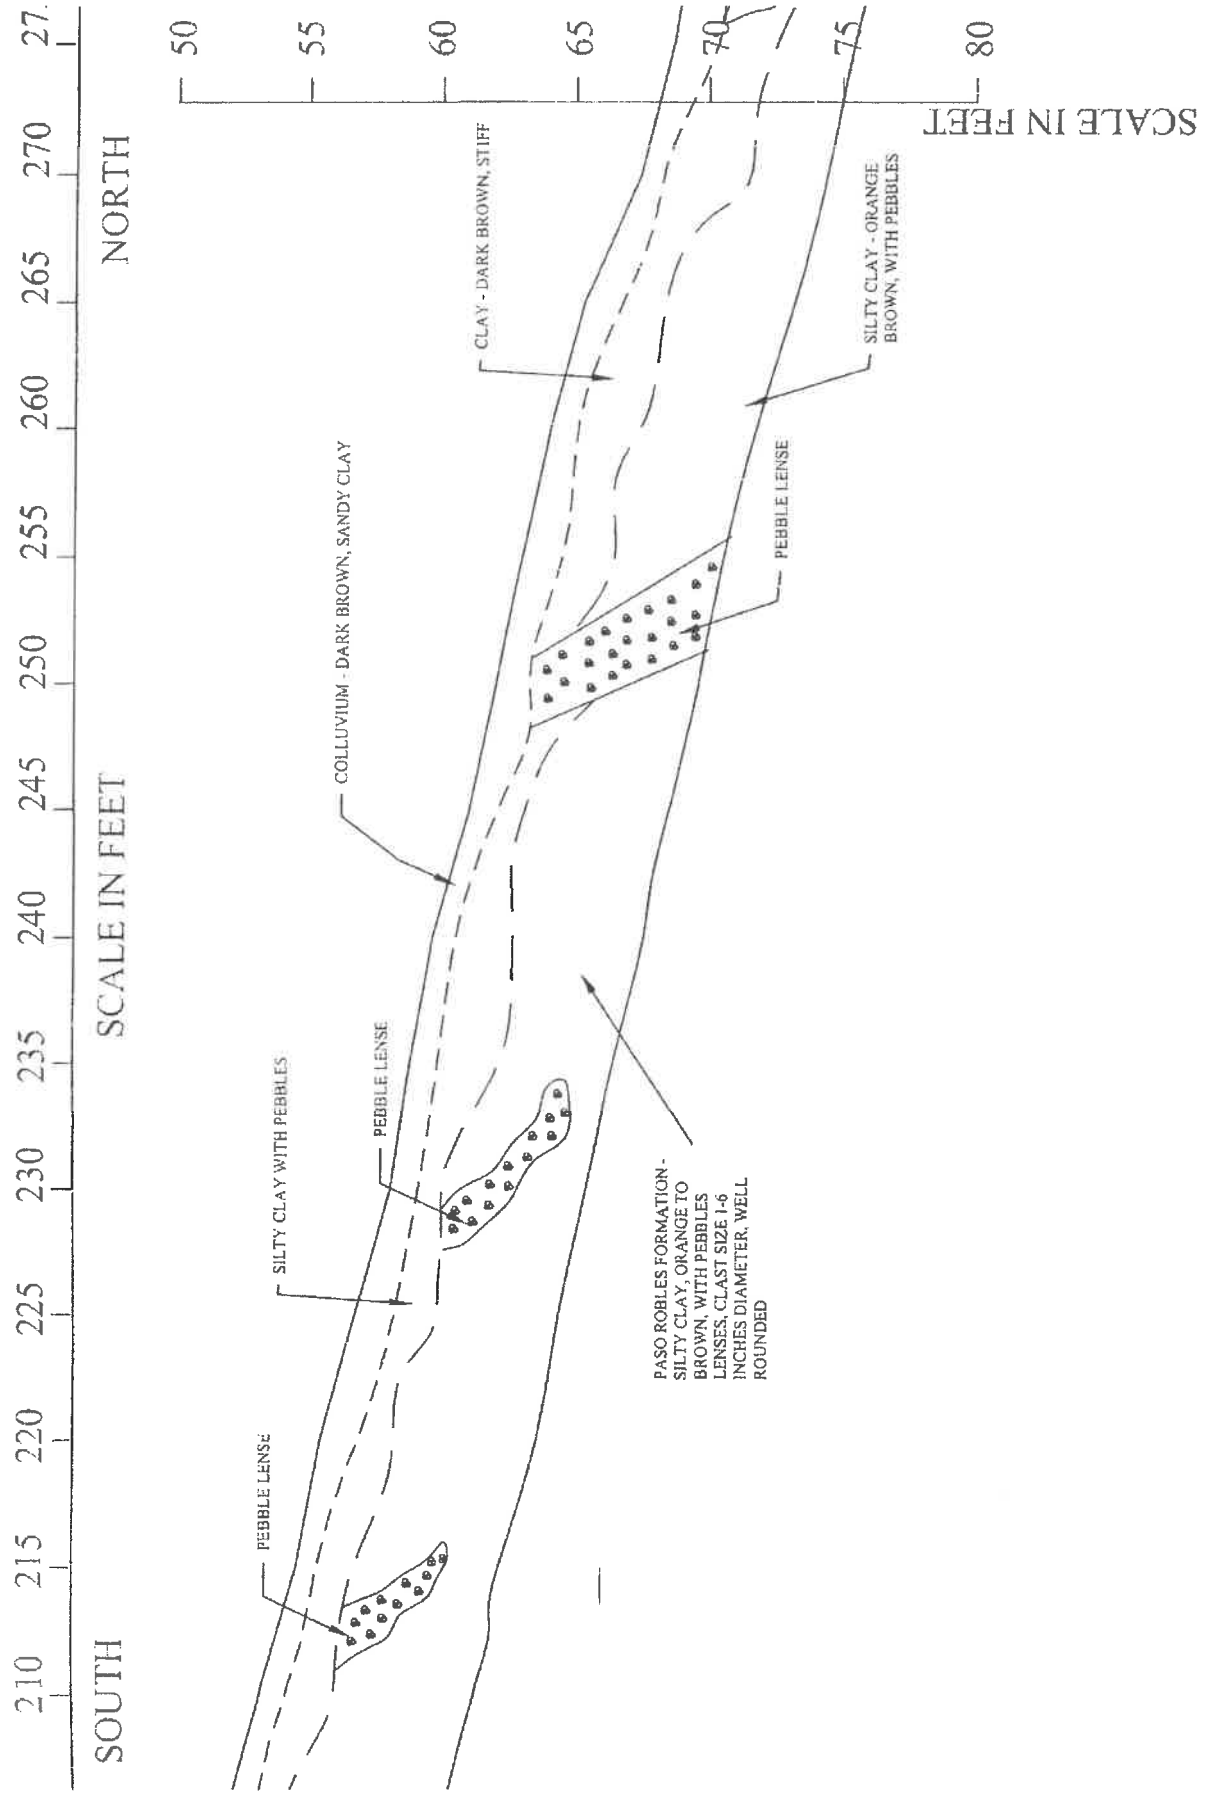 210 215 220 225 230 235 240 245 250 255 260 265 270 27
SOUTH
SCALE IN FEET
NORTH
50
55
60
65
70
75
80
SCALE IN FEET
PEBBLE LENSE
SILTY CLAY WITH PEBBLES
PEBBLE LENSE
COLLUVIUM - DARK BROWN, SANDY CLAY
CLAY - DARK BROWN, STIFF
PASO ROBLES FORMATION -
SILTY CLAY, ORANGE TO
BROWN, WITH PEBBLES
LENSES, CLAST SIZE 1-6
INCHES DIAMETER, WELL
ROUNDED
PEBBLE LENSE
SILTY CLAY - ORANGE
BROWN, WITH PEBBLES